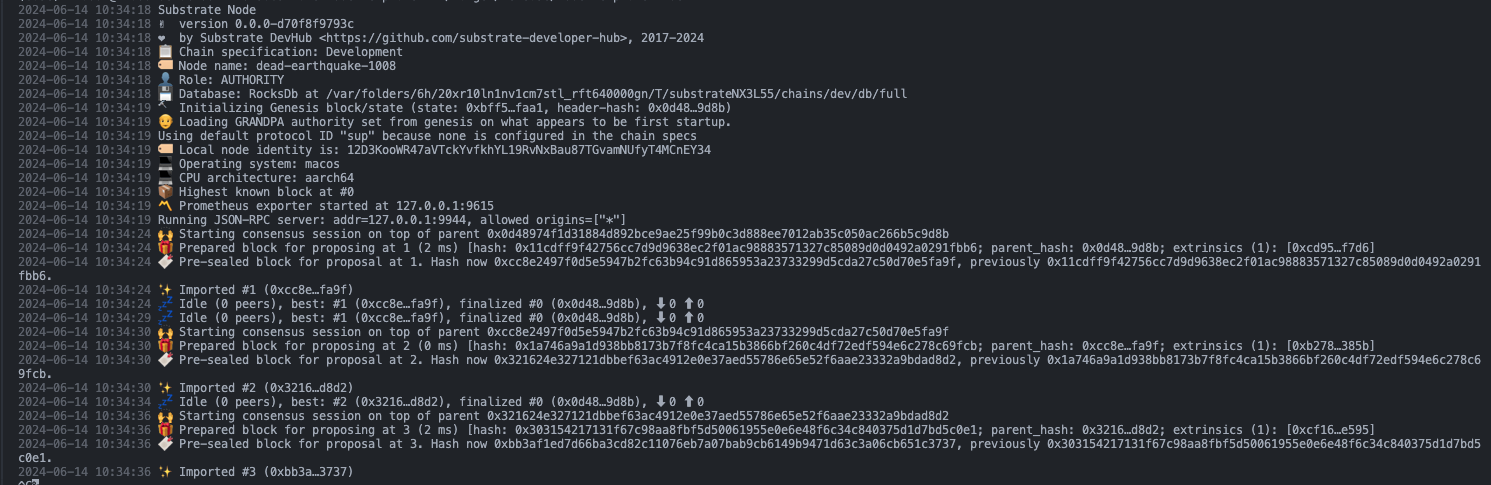 2024-06-14 10:34:18 Substrate Node
2024-06-14 10:34:18 ✌️ version 0.0.0-d70f8f9793c
2024-06-14 10:34:18 ❤️ by Substrate DevHub <https://github.com/substrate-developer-hub>, 2017-2024
2024-06-14 10:34:18 📋 Chain specification: Development
2024-06-14 10:34:18 🏷 Node name: dead-earthquake-1008
2024-06-14 10:34:18 👤 Role: AUTHORITY
2024-06-14 10:34:18 💾 Database: RocksDb at /var/folders/6h/20xr10ln1nv1cm7stl_rft640000gn/T/substrateNX3L55/chains/dev/db/full
2024-06-14 10:34:19 🔨 Initializing Genesis block/state (state: 0xbff5…faa1, header-hash: 0x0d48…9d8b)
2024-06-14 10:34:19 👴 Loading GRANDPA authority set from genesis on what appears to be first startup.
2024-06-14 10:34:19 Using default protocol ID "sup" because none is configured in the chain specs
2024-06-14 10:34:19 🏷 Local node identity is: 12D3KooWR47aVTckYvfkhYL19RvNxBau87TGvamNUfyT4MCnEY34
2024-06-14 10:34:19 💻 Operating system: macos
2024-06-14 10:34:19 💻 CPU architecture: aarch64
2024-06-14 10:34:19 📦 Highest known block at #0
2024-06-14 10:34:19 〽️ Prometheus exporter started at 127.0.0.1:9615
2024-06-14 10:34:19 Running JSON-RPC server: addr=127.0.0.1:9944, allowed origins=["*"]
2024-06-14 10:34:24 🙌 Starting consensus session on top of parent 0x0d48974f1d31884d892bce9ae25f99b0c3d888ee7012ab35c050ac266b5c9d8b
2024-06-14 10:34:24 🎁 Prepared block for proposing at 1 (2 ms) [hash: 0x11cdff9f42756cc7d9d9638ec2f01ac98883571327c85089d0d0492a0291fbb6; parent_hash: 0x0d48…9d8b; extrinsics (1): [0xcd95…f7d6]
2024-06-14 10:34:24 🔖 Pre-sealed block for proposal at 1. Hash now 0xcc8e2497f0d5e5947b2fc63b94c91d865953a23733299d5cda27c50d70e5fa9f, previously 0x11cdff9f42756cc7d9d9638ec2f01ac98883571327c85089d0d0492a0291
fbb6.
2024-06-14 10:34:24 ✨ Imported #1 (0xcc8e…fa9f)
2024-06-14 10:34:24 💤 Idle (0 peers), best: #1 (0xcc8e…fa9f), finalized #0 (0x0d48…9d8b), ⬇ 0 ⬆ 0
2024-06-14 10:34:29 💤 Idle (0 peers), best: #1 (0xcc8e…fa9f), finalized #0 (0x0d48…9d8b), ⬇ 0 ⬆ 0
2024-06-14 10:34:30 🙌 Starting consensus session on top of parent 0xcc8e2497f0d5e5947b2fc63b94c91d865953a23733299d5cda27c50d70e5fa9f
2024-06-14 10:34:30 🎁 Prepared block for proposing at 2 (0 ms) [hash: 0x1a746a9a1d938bb8173b7f8fc4ca15b3866bf260c4df72edf594e6c278c69fcb; parent_hash: 0xcc8e…fa9f; extrinsics (1): [0xb278…385b]
2024-06-14 10:34:30 🔖 Pre-sealed block for proposal at 2. Hash now 0x321624e327121dbbef63ac4912e0e37aed55786e65e52f6aae23332a9bdad8d2, previously 0x1a746a9a1d938bb8173b7f8fc4ca15b3866bf260c4df72edf594e6c278c6
9fcb.
2024-06-14 10:34:30 ✨ Imported #2 (0x3216…d8d2)
2024-06-14 10:34:34 💤 Idle (0 peers), best: #2 (0x3216…d8d2), finalized #0 (0x0d48…9d8b), ⬇ 0 ⬆ 0
2024-06-14 10:34:36 🙌 Starting consensus session on top of parent 0x321624e327121dbbef63ac4912e0e37aed55786e65e52f6aae23332a9bdad8d2
2024-06-14 10:34:36 🎁 Prepared block for proposing at 3 (2 ms) [hash: 0x303154217131f67c98aa8fbf5d50061955e0e6e48f6c34c840375d1d7bd5c0e1; parent_hash: 0x3216…d8d2; extrinsics (1): [0xcf16…e595]
2024-06-14 10:34:36 🔖 Pre-sealed block for proposal at 3. Hash now 0xbb3af1ed7d66ba3cd82c11076eb7a07bab9cb6149b9471d63c3a06cb651c3737, previously 0x303154217131f67c98aa8fbf5d50061955e0e6e48f6c34c840375d1d7bd5
c0e1.
2024-06-14 10:34:36 ✨ Imported #3 (0xbb3a…3737)